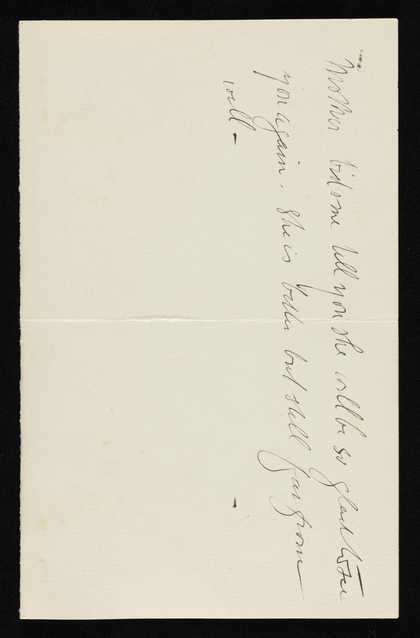 Mother bids me tell you she will be so glad to see
you again. She is better but still far from
well -